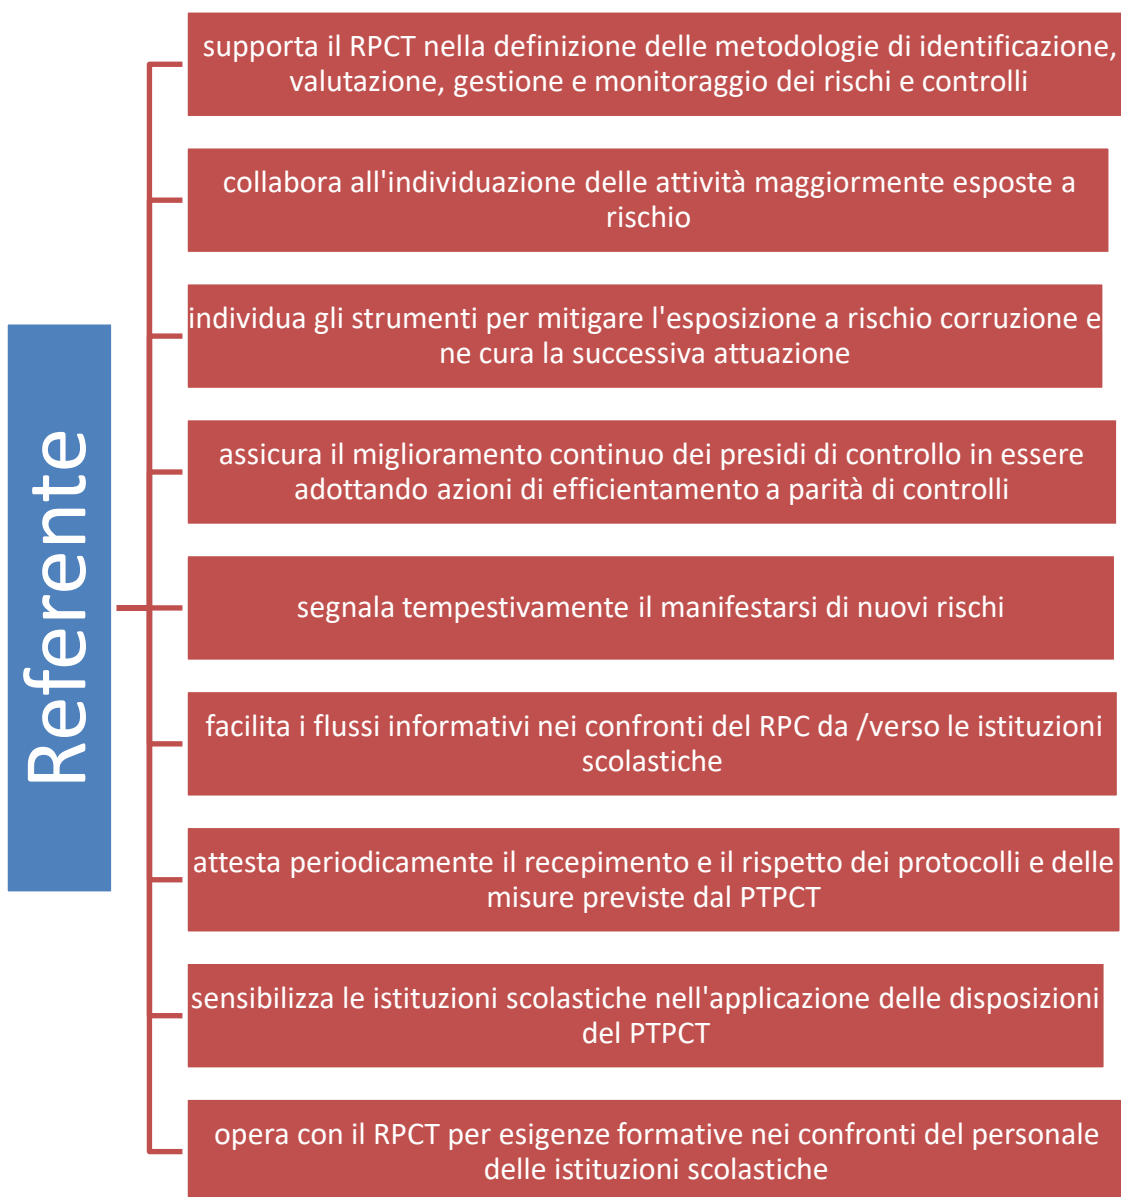 Referente
supporta il RPCT nella definizione delle metodologie di identificazione,
valutazione, gestione e monitoraggio dei rischi e controlli
collabora all'individuazione delle attività maggiormente esposte a
rischio
individua gli strumenti per mitigare l'esposizione a rischio corruzione e
ne cura la successiva attuazione
assicura il miglioramento continuo dei presidi di controllo in essere
adottando azioni di efficientamento a parità di controlli
segnala tempestivamente il manifestarsi di nuovi rischi
facilita i flussi informativi nei confronti del RPC da /verso le istituzioni
scolastiche
attesta periodicamente il recepimento e il rispetto dei protocolli e delle
misure previste dal PTPCT
sensibilizza le istituzioni scolastiche nell'applicazione delle disposizioni
del PTPCT
opera con il RPCT per esigenze formative nei confronti del personale
delle istituzioni scolastiche